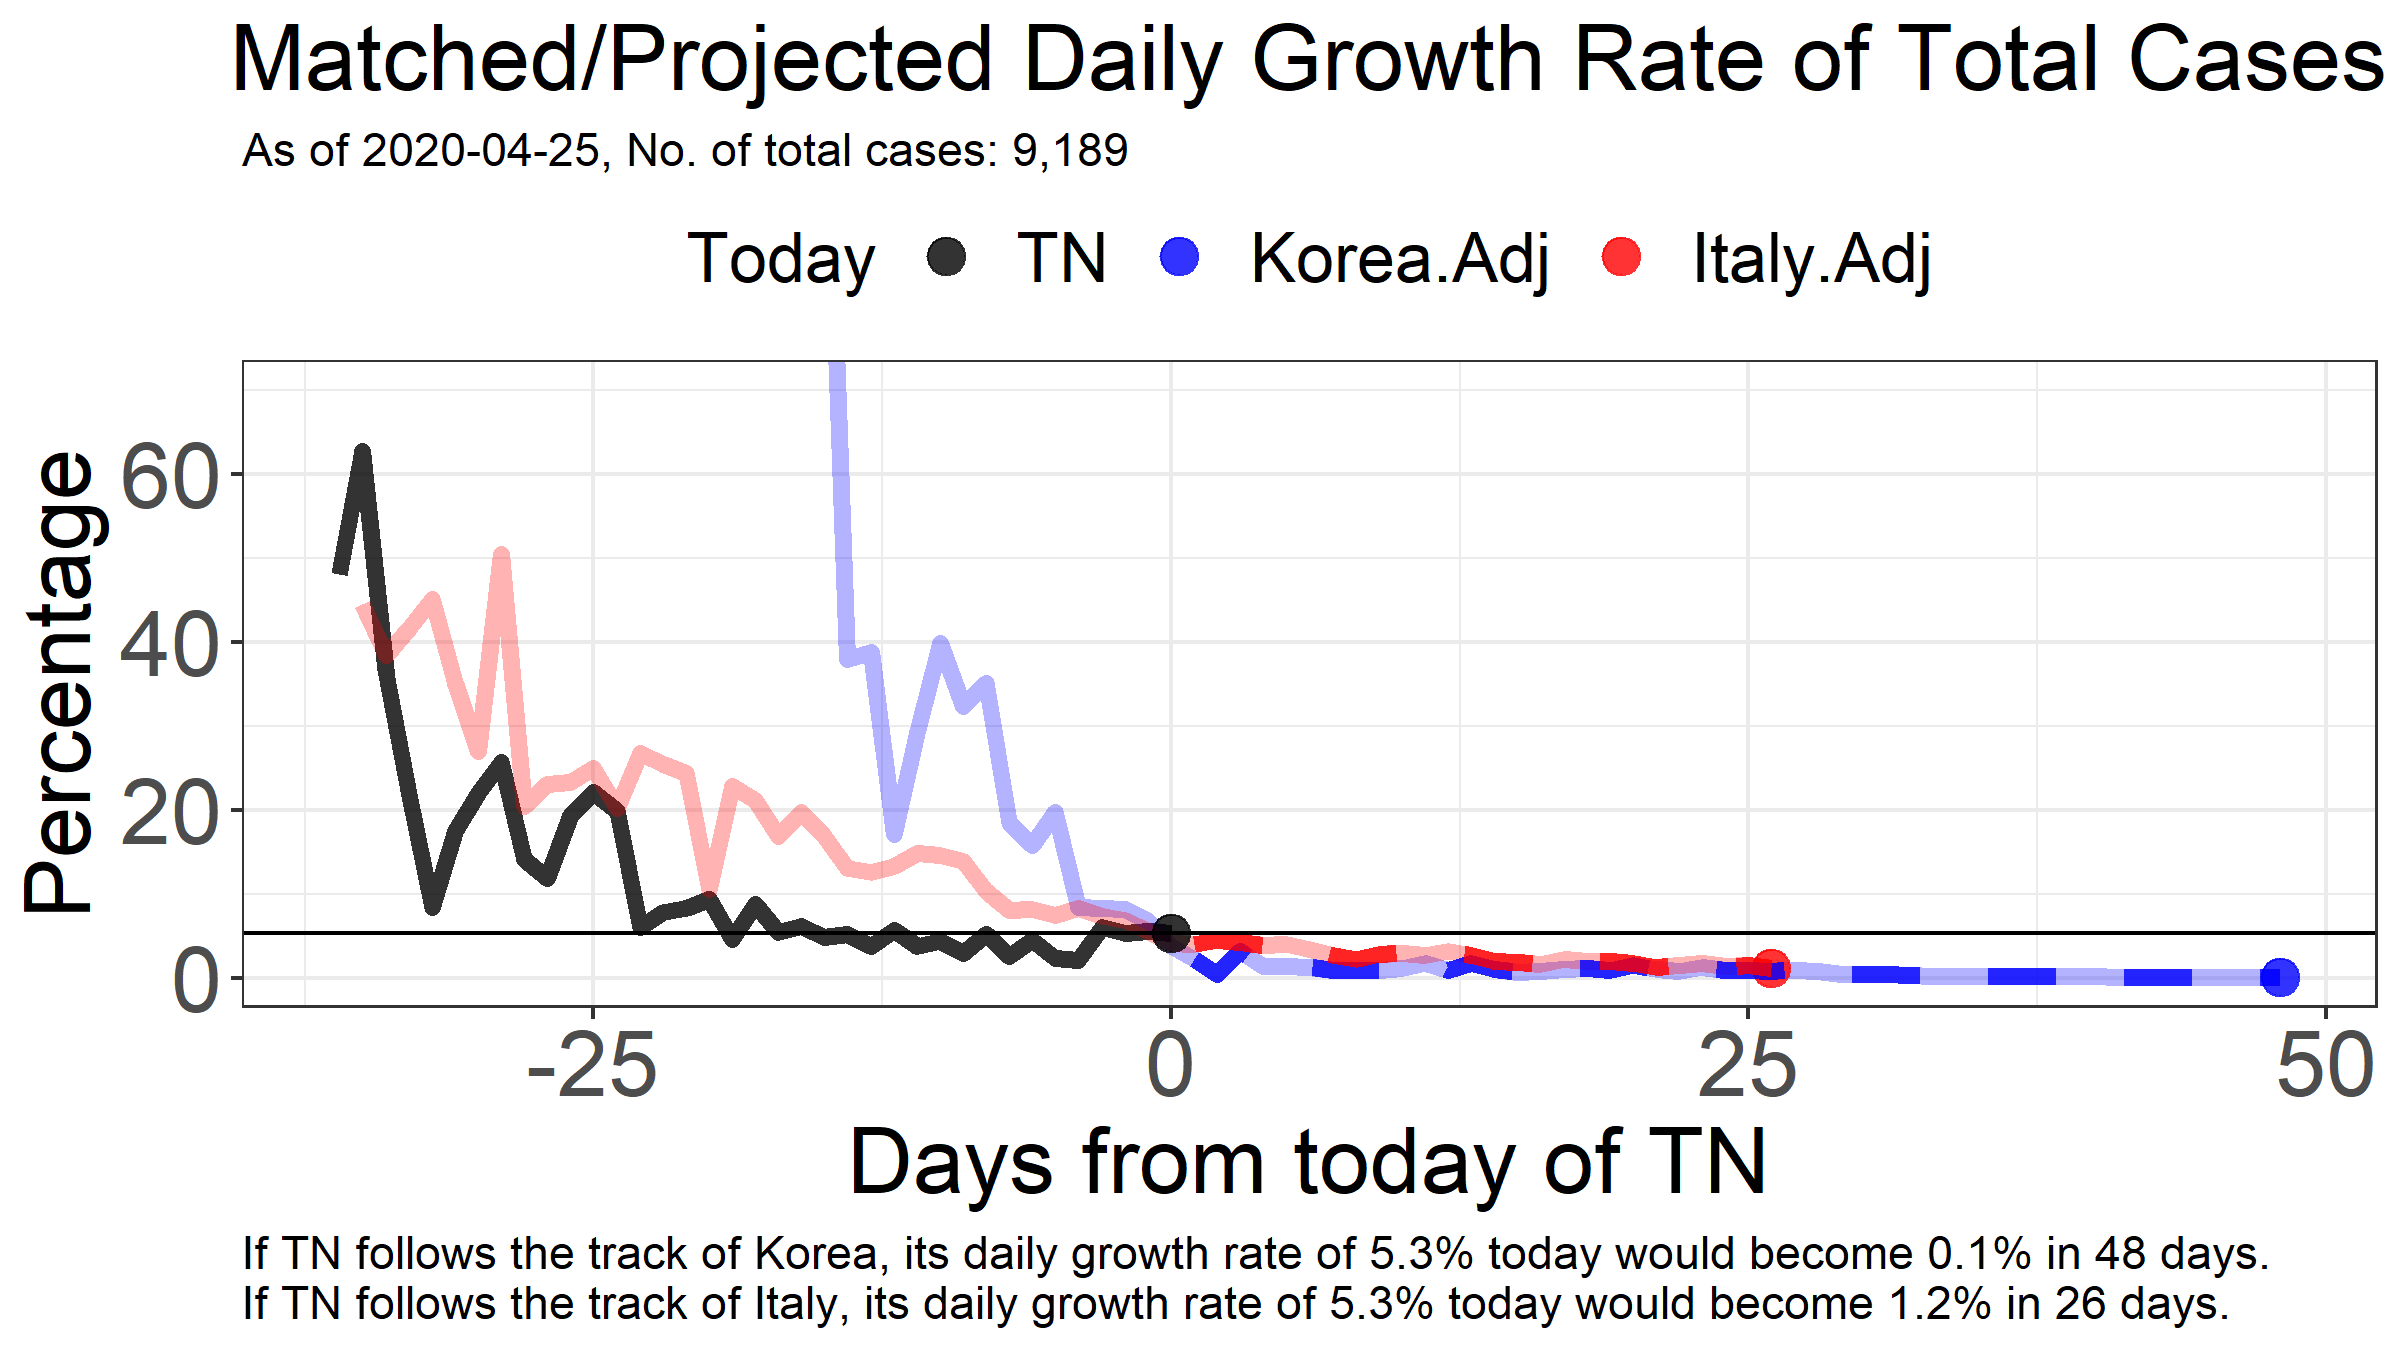 Matched/Projected Daily Growth Rate of Total Cases
As of 2020-04-25, No. of total cases: 9,189
Today TN Korea.Adj Italy.Adj
Percentage
60
40
20
0
-25 0 25 50
Days from today of TN
If TN follows the track of Korea, its daily growth rate of 5.3% today would become 0.1% in 48 days.
If TN follows the track of Italy, its daily growth rate of 5.3% today would become 1.2% in 26 days.